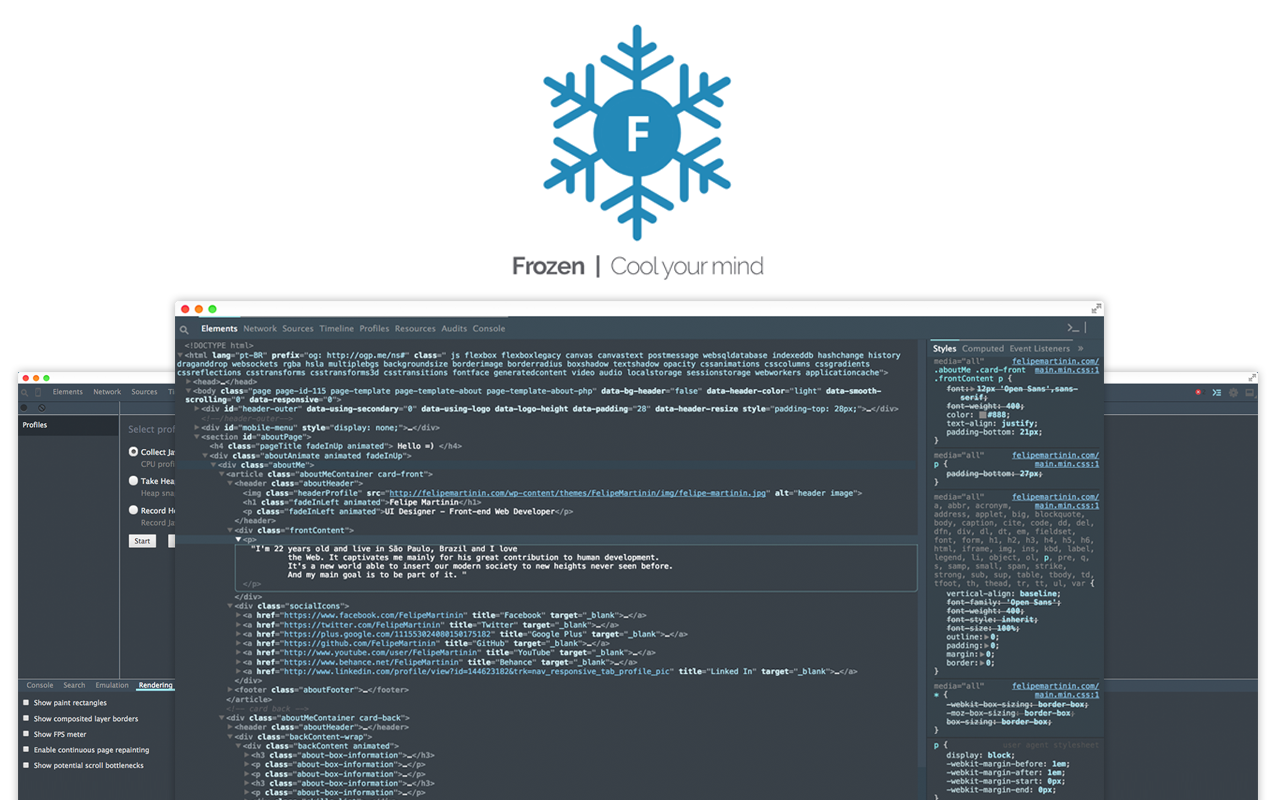 F
Frozen | Cool your mind
Elements Network Sources Timeline Profiles Resources Audits Console
<!DOCTYPE html>
<html lang="pt-BR" prefix="og: http://ogp.me/ns#" class=" js flexbox flexboxlegacy canvas canvastext postmessage websqldatabase indexeddb hashchange history
draganddrop websockets rgba hsla multiplebgs backgroundsize borderimage borderradius boxshadow textshadow opacity cssanimations csscolumns cssgradients
cssreflections csstransforms csstransforms3d csstransitions fontface generatedcontent video audio localstorage sessionstorage webworkers applicationcache">
<head>…</head>
<body class="page page-id-115 page-template page-template-about page-template-about-php" data-bg-header="false" data-header-color="light" data-smooth-
scrolling="0" data-responsive="0">
<div id="header-outer" data-using-secondary="0" data-using-logo data-logo-height data-padding="28" data-header-resize style="padding-top: 28px;">…</div>
<!--/header-outer-->
<div id="mobile-menu" style="display: none;">…</div>
<section id="aboutPage">
<h4 class="pageTitle fadeInUp animated"> Hello =) </h4>
<div class="aboutAnimate animated fadeInUp">
<div class="aboutMe">
<article class="aboutMeContainer card-front">
<header class="aboutHeader">
<img class="headerProfile" src="http://felipemartinin.com/wp-content/themes/FelipeMartinin/img/felipe-martinin.jpg" alt="header image">
<h1 class="fadeInLeft animated">Felipe Martinin</h1>
<p class="fadeInLeft animated">UI Designer - Front-end Web Developer</p>
</header>
<div class="frontContent">
<p>
"I'm 22 years old and live in São Paulo, Brazil and I love
the Web. It captivates me mainly for his great contribution to human development.
It's a new world able to insert our modern society to new heights never seen before.
And my main goal is to be part of it. "
</p>
</div>
<div class="socialIcons">
<a href="https://www.facebook.com/FelipeMartinin" title="Facebook" target="_blank">…</a>
<a href="https://twitter.com/FelipeMartinin" title="Twitter" target="_blank">…</a>
<a href="https://plus.google.com/111553024080150175182" title="Google Plus" target="_blank">…</a>
<a href="https://github.com/FelipeMartinin" title="GitHub" target="_blank">…</a>
<a href="http://www.youtube.com/user/FelipeMartinin" title="YouTube" target="_blank">…</a>
<a href="https://www.behance.net/FelipeMartinin" title="Behance" target="_blank">…</a>
<a href="http://www.linkedin.com/profile/view?id=144623182&trk=nav_responsive_tab_profile_pic" title="Linked In" target="_blank">…</a>
</div>
<footer class="aboutFooter">…</footer>
</article>
<!-- card back -->
<div class="aboutMeContainer card-back">
<header class="aboutHeader">…</header>
<div class="backContent-wrap">
<div class="backContent animated">
<h3 class="about-box-information">…</h3>
<p class="about-box-information">…</p>
<p class="about-box-information">…</p>
<h3 class="about-box-information">…</h3>
<p class="about-box-information">…</p>
Styles Computed Event Listeners »
media="all" felipemartinin.com/
.aboutMe .card-front main.min.css:1
.frontContent p {
font: 12px 'Open Sans',sans-
serif;
font-weight: 400;
color: #888;
text-align: justify;
padding-bottom: 21px;
}
media="all" felipemartinin.com/
p { main.min.css:1
padding-bottom: 27px;
}
media="all" felipemartinin.com/
a, abbr, acronym, main.min.css:1
address, applet, big, blockquote,
body, caption, cite, code, dd, del,
dfn, div, dl, dt, em, fieldset,
font, form, h1, h2, h3, h4, h5, h6,
html, iframe, img, ins, kbd, label,
legend, li, object, ol, p, pre, q,
s, samp, small, span, strike,
strong, sub, sup, table, tbody, td,
tfoot, th, thead, tr, tt, ul, var {
vertical-align: baseline;
font-family: 'Open Sans';
font-weight: 400;
font-style: inherit;
font-size: 100%;
outline: 0;
padding: 0;
margin: 0;
border: 0;
}
media="all" felipemartinin.com/
* { main.min.css:1
-webkit-box-sizing: border-box;
-moz-box-sizing: border-box;
box-sizing: border-box;
}
p { user agent stylesheet
display: block;
-webkit-margin-before: 1em;
-webkit-margin-after: 1em;
-webkit-margin-start: 0px;
-webkit-margin-end: 0px;
}
Elements Network Sources
Profiles
Select
Collect
CPU
Take
Heap
Record
Record
Start
Console Search Emulation Rendering
Show paint rectangles
Show composited layer borders
Show FPS meter
Enable continuous page repainting
Show potential scroll bottlenecks